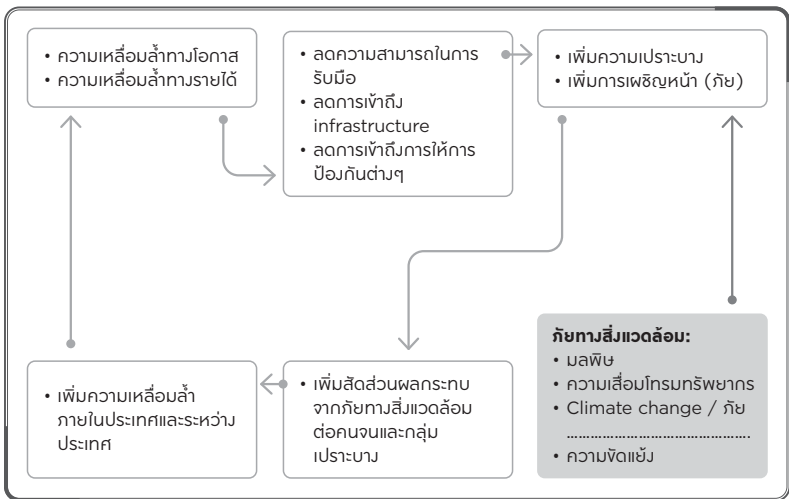 • ความเหลื่อมล้ำทางโอกาส
• ความเหลื่อมล้ำทางรายได้
• ลดความสามารถในการ
รับมือ
• ลดการเข้าถึง
infrastructure
• ลดการเข้าถึงการให้การ
ป้องกันต่างๆ
• เพิ่มความเปราะบาง
• เพิ่มการเผชิญหน้า (ภัย)
• เพิ่มความเหลื่อมล้ำ
ภายในประเทศและระหว่าง
ประเทศ
• เพิ่มสัดส่วนผลกระทบ
จากภัยทางสิ่งแวดล้อม
ต่อคนจนและกลุ่ม
เปราะบาง
ภัยทางสิ่งแวดล้อม:
• มลพิษ
• ความเสื่อมโทรมทรัพยากร
• Climate change / ภัย
..............................................
• ความขัดแย้ง